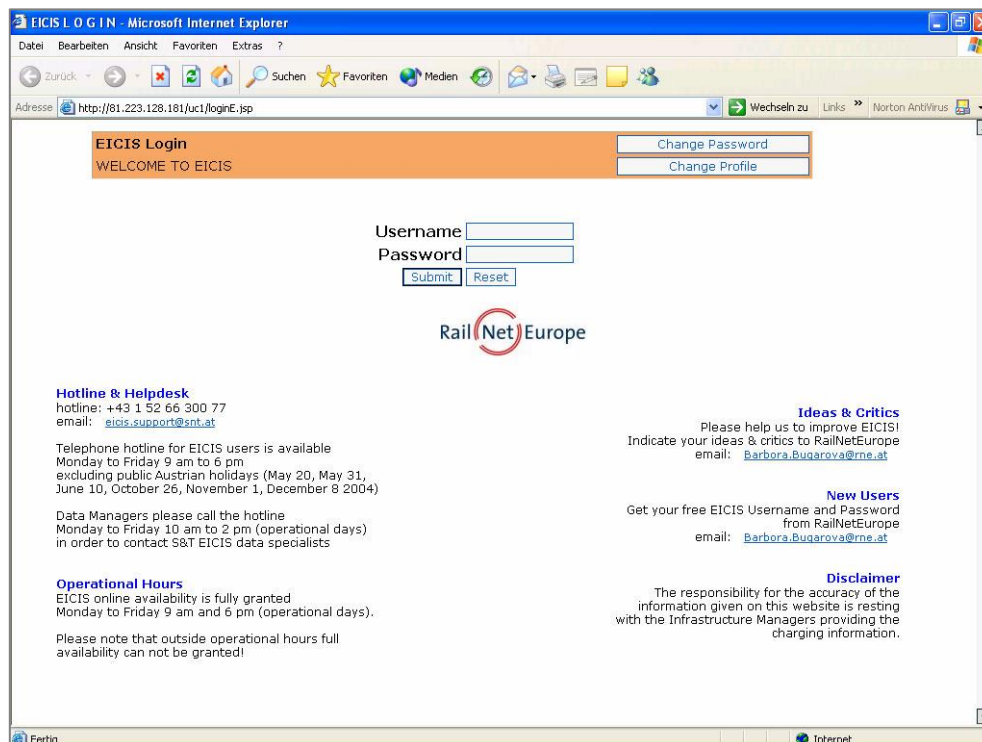 EICIS L O G I N - Microsoft Internet Explorer
Datei Bearbeiten Ansicht Favoriten Extras ?
Zurück Suchen Favoriten Medien
Adresse http://81.223.128.181/uc1/loginE.jsp Wechseln zu Links » Norton AntiVirus
EICIS Login
WELCOME TO EICIS
Change Password
Change Profile
Username
Password
Submit Reset
Rail Net Europe
Hotline & Helpdesk
hotline: +43 1 52 66 300 77
email: eicis.support@snt.at
Telephone hotline for EICIS users is available
Monday to Friday 9 am to 6 pm
excluding public Austrian holidays (May 20, May 31,
June 10, October 26, November 1, December 8 2004)
Data Managers please call the hotline
Monday to Friday 10 am to 2 pm (operational days)
in order to contact S&T EICIS data specialists
Operational Hours
EICIS online availability is fully granted
Monday to Friday 9 am and 6 pm (operational days).
Please note that outside operational hours full
availability can not be granted!
Ideas & Critics
Please help us to improve EICIS!
Indicate your ideas & critics to RailNetEurope
email: Barbora.Bugarova@rne.at
New Users
Get your free EICIS Username and Password
from RailNetEurope
email: Barbora.Bugarova@rne.at
Disclaimer
The responsibility for the accuracy of the
information given on this website is resting
with the Infrastructure Managers providing the
charging information.
Fertig Internet